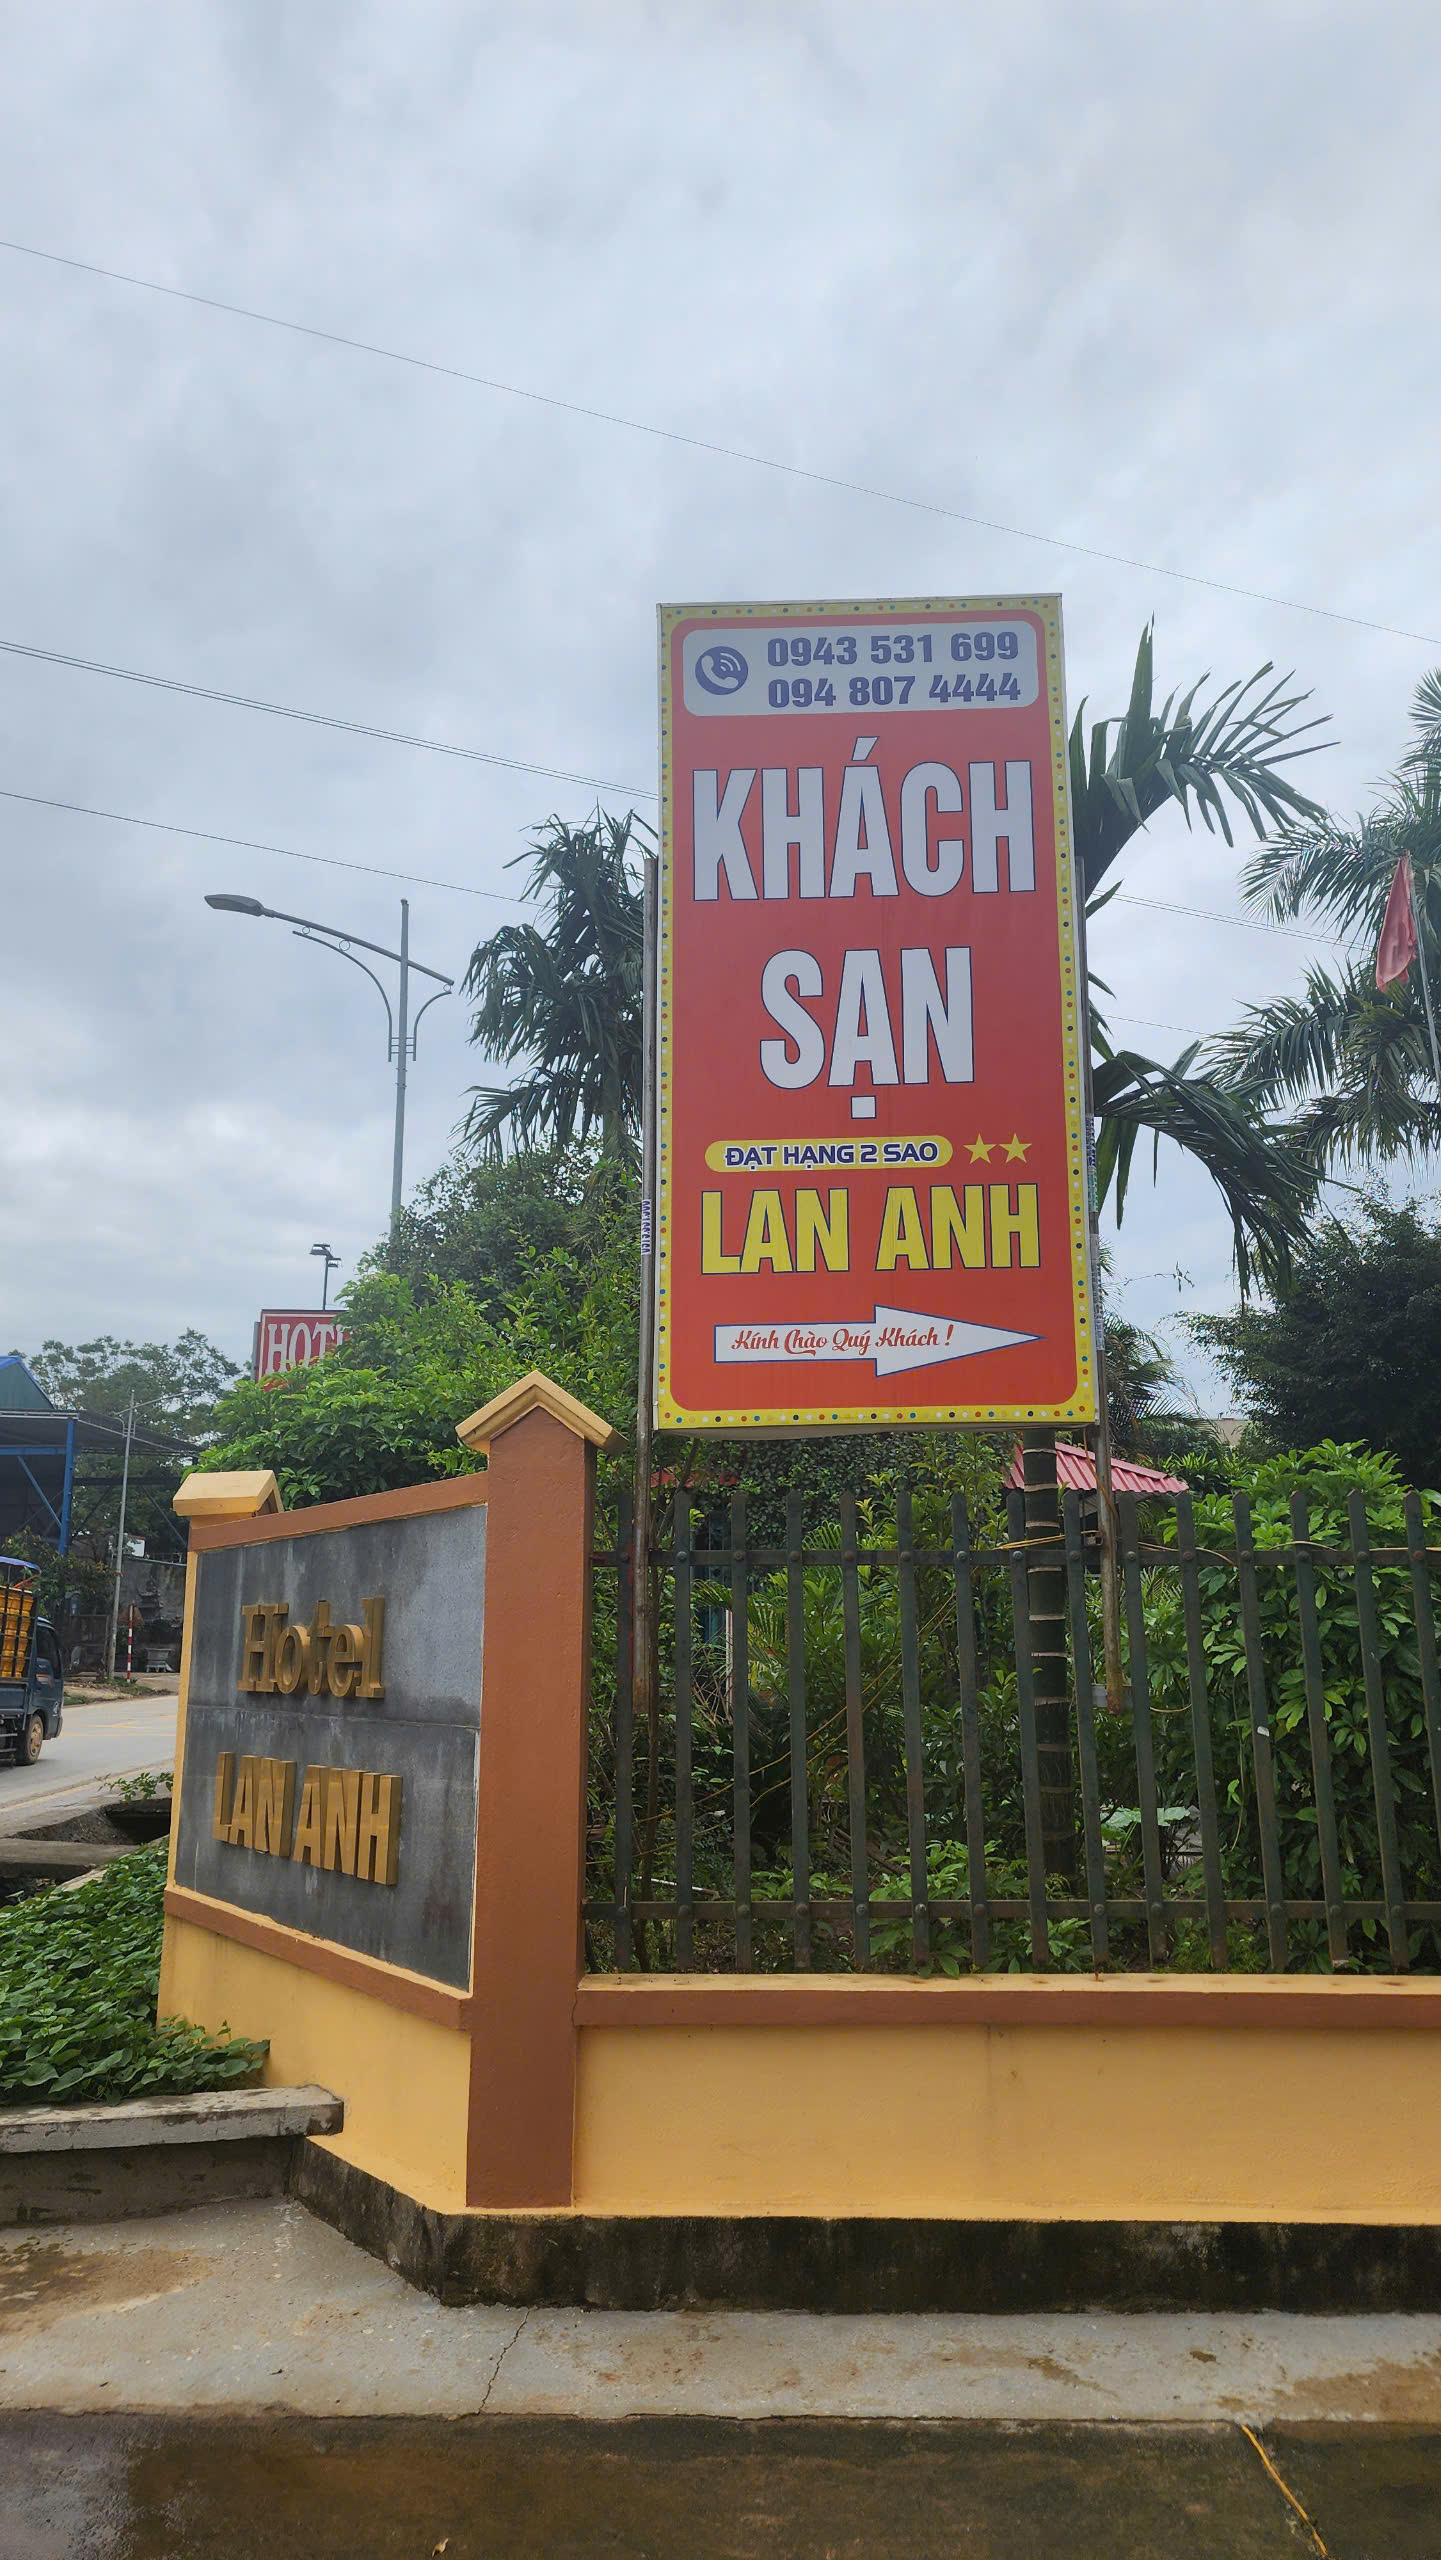 0943 531 699
094 807 4444
KHÁCH
SẠN
ĐẠT HẠNG 2 SAO
LAN ANH
Kính Chào Quý Khách !
HOT
Hotel
LAN ANH